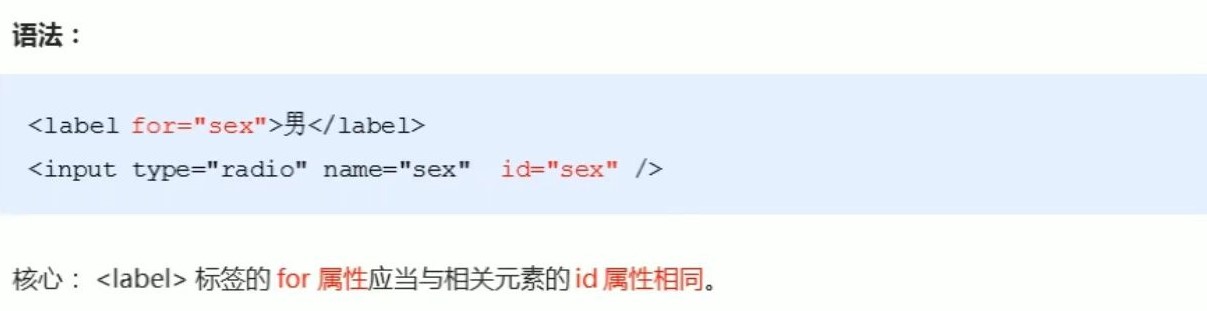 语法：
<label for="sex">男</label>
<input type="radio" name="sex"  id="sex" />
核心： <label> 标签的 for 属性应当与相关元素的 id 属性相同。